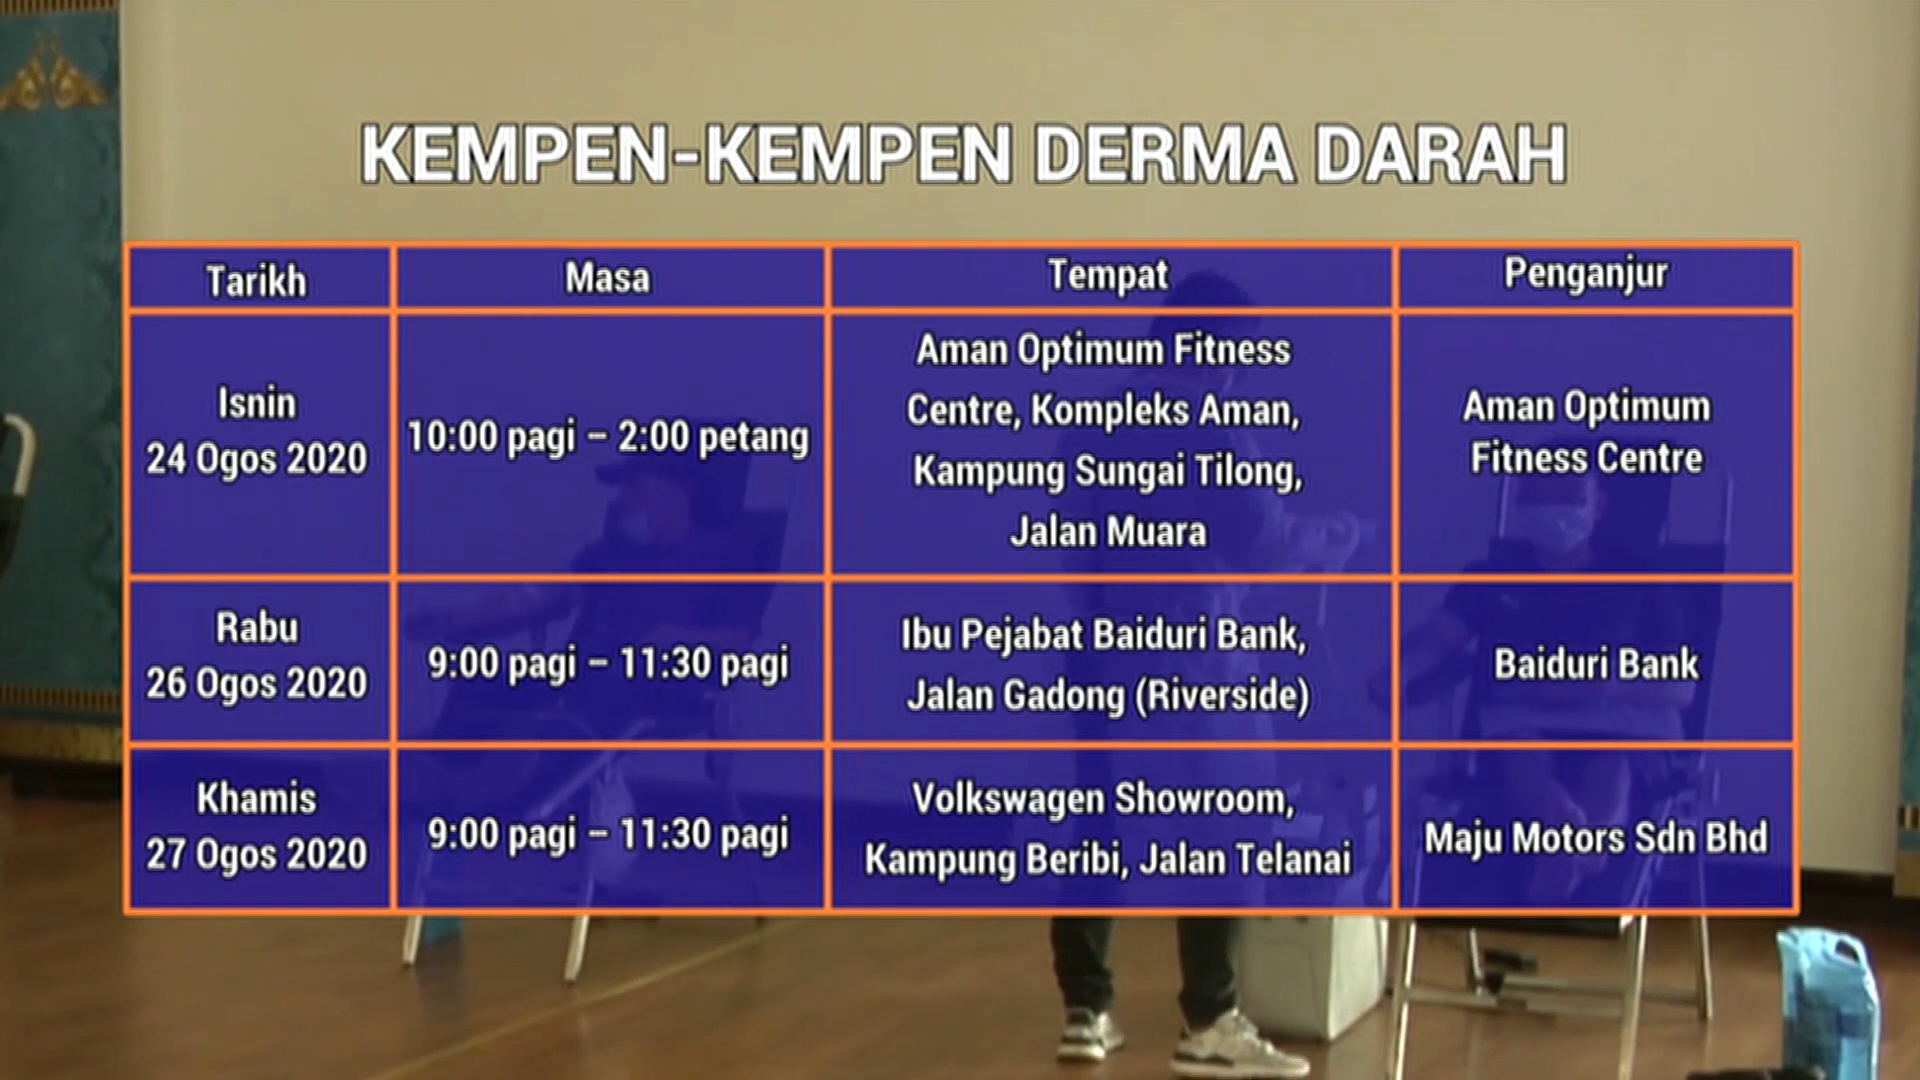 KEMPEN-KEMPEN DERMA DARAH
Tarikh
Masa
Tempat
Penganjur
Isnin
24 Ogos 2020
10:00 pagi – 2:00 petang
Aman Optimum Fitness
Centre, Kompleks Aman,
Kampung Sungai Tilong,
Jalan Muara
Aman Optimum
Fitness Centre
Rabu
26 Ogos 2020
9:00 pagi – 11:30 pagi
Ibu Pejabat Baiduri Bank,
Jalan Gadong (Riverside)
Baiduri Bank
Khamis
27 Ogos 2020
9:00 pagi – 11:30 pagi
Volkswagen Showroom,
Kampung Beribi, Jalan Telanai
Maju Motors Sdn Bhd